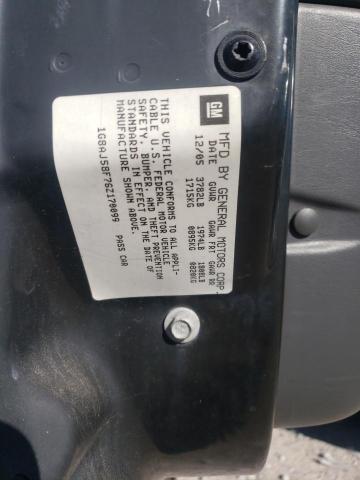 GM
MFD BY GENERAL MOTORS CORP.
DATE GVWR GAWR FRT GAWR RR
12/05 3782LB 1974LB 1808LB
1715KG 0895KG 0820KG
THIS VEHICLE CONFORMS TO ALL APPLI-
CABLE U.S. FEDERAL MOTOR VEHICLE
SAFETY, BUMPER, AND THEFT PREVENTION
STANDARDS IN EFFECT ON THE DATE OF
MANUFACTURE SHOWN ABOVE.
1G8AJ58F76Z170099 PASS CAR